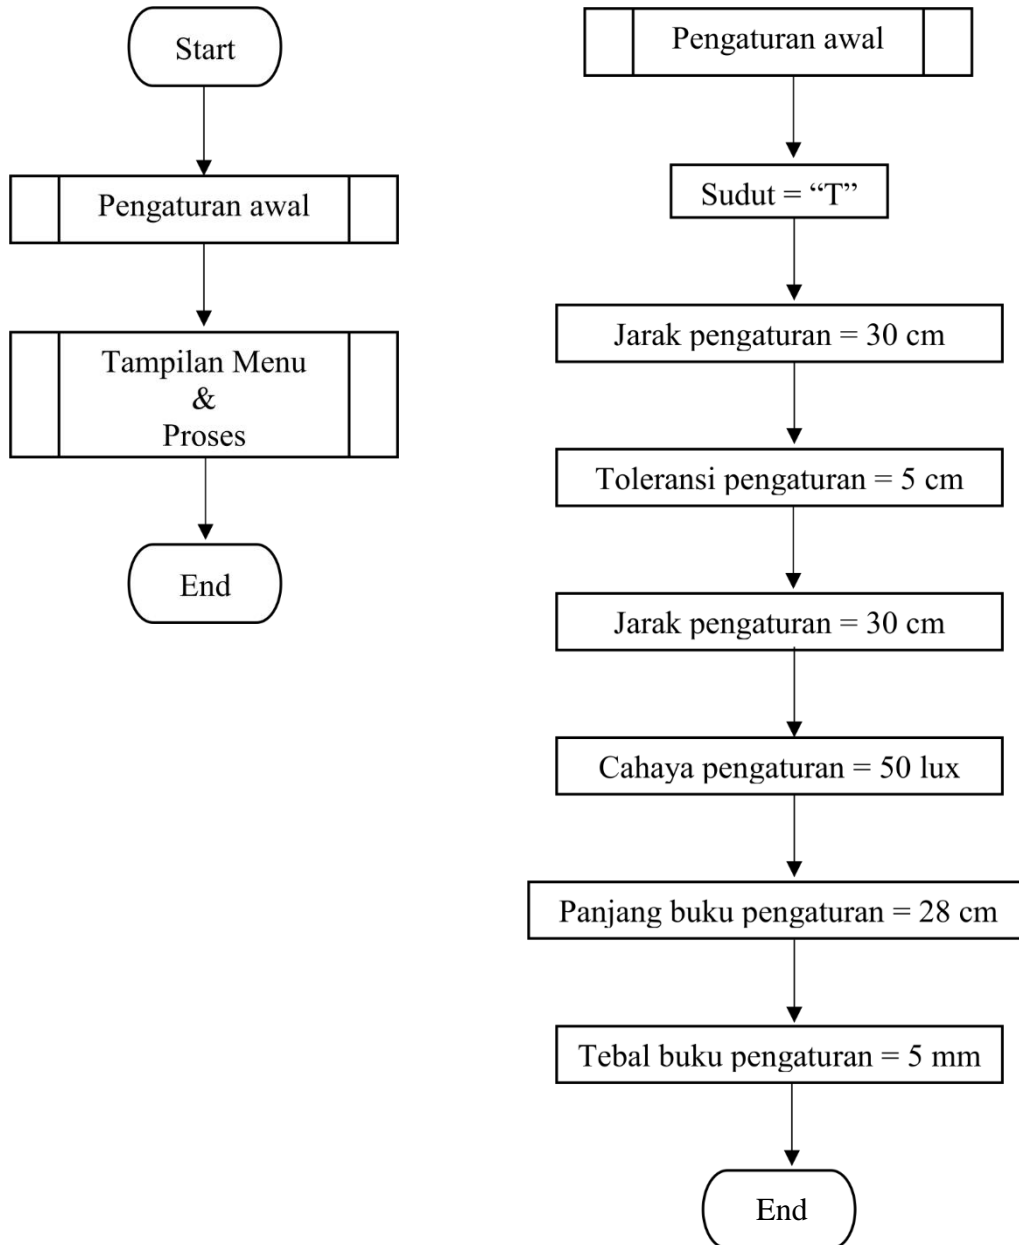 Start
Pengaturan awal
Tampilan Menu
&
Proses
End
Pengaturan awal
Sudut = “T”
Jarak pengaturan = 30 cm
Toleransi pengaturan = 5 cm
Jarak pengaturan = 30 cm
Cahaya pengaturan = 50 lux
Panjang buku pengaturan = 28 cm
Tebal buku pengaturan = 5 mm
End